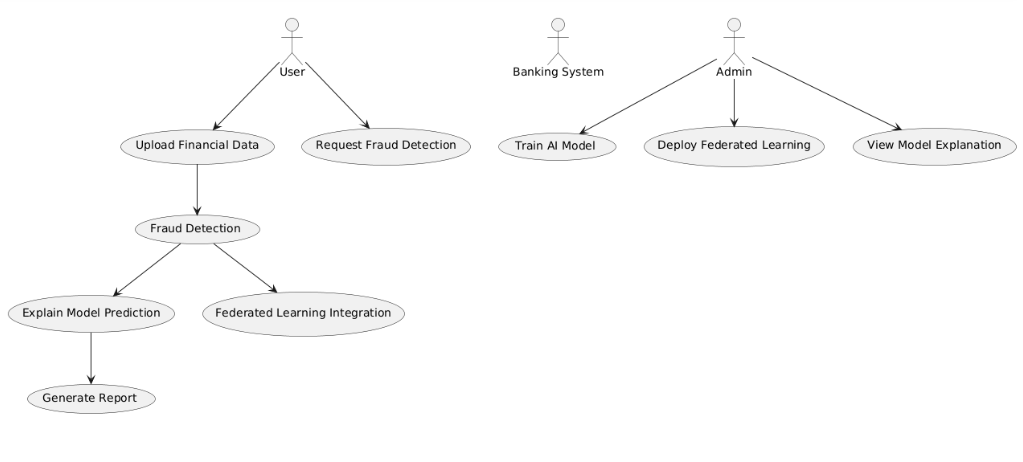 User
Banking System
Admin
Upload Financial Data
Request Fraud Detection
Train AI Model
Deploy Federated Learning
View Model Explanation
Fraud Detection
Explain Model Prediction
Federated Learning Integration
Generate Report